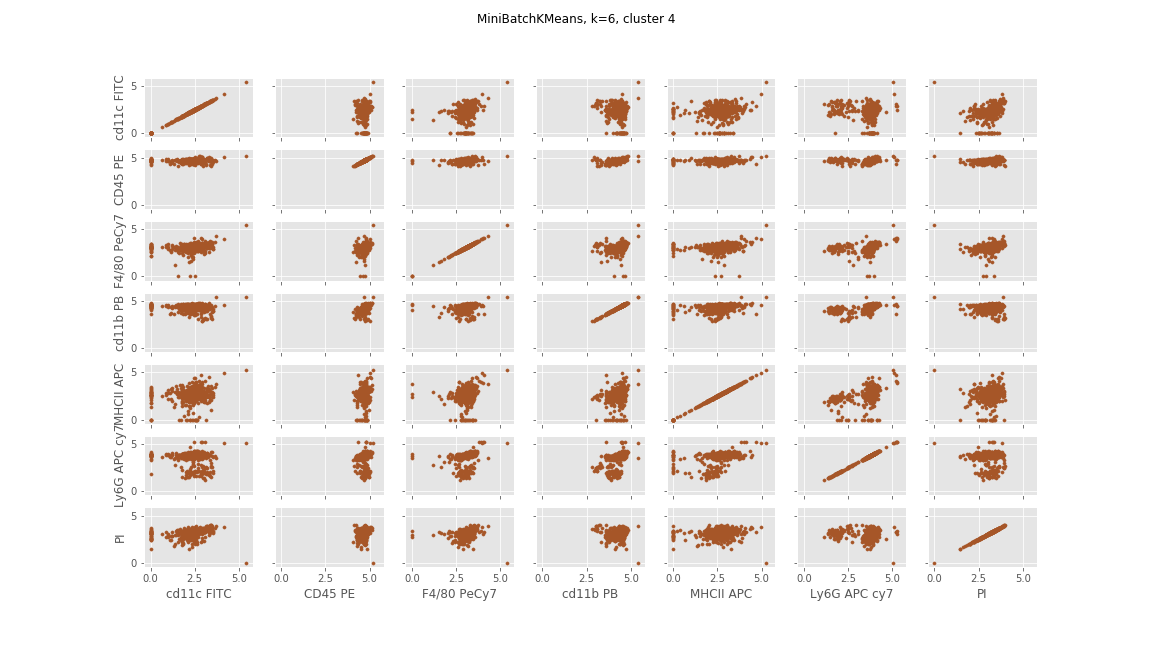 MiniBatchKMeans, k=6, cluster 4
cd11c FITC
5
0
CD45 PE
5
0
F4/80 PeCy7
5
0
cd11b PB
5
0
MHCII APC
5
0
Ly6G APC cy7
5
0
PI
5
0
0.0 2.5 5.0 0.0 2.5 5.0 0.0 2.5 5.0 0.0 2.5 5.0 0.0 2.5 5.0 0.0 2.5 5.0 0.0 2.5 5.0
cd11c FITC CD45 PE F4/80 PeCy7 cd11b PB MHCII APC Ly6G APC cy7 PI